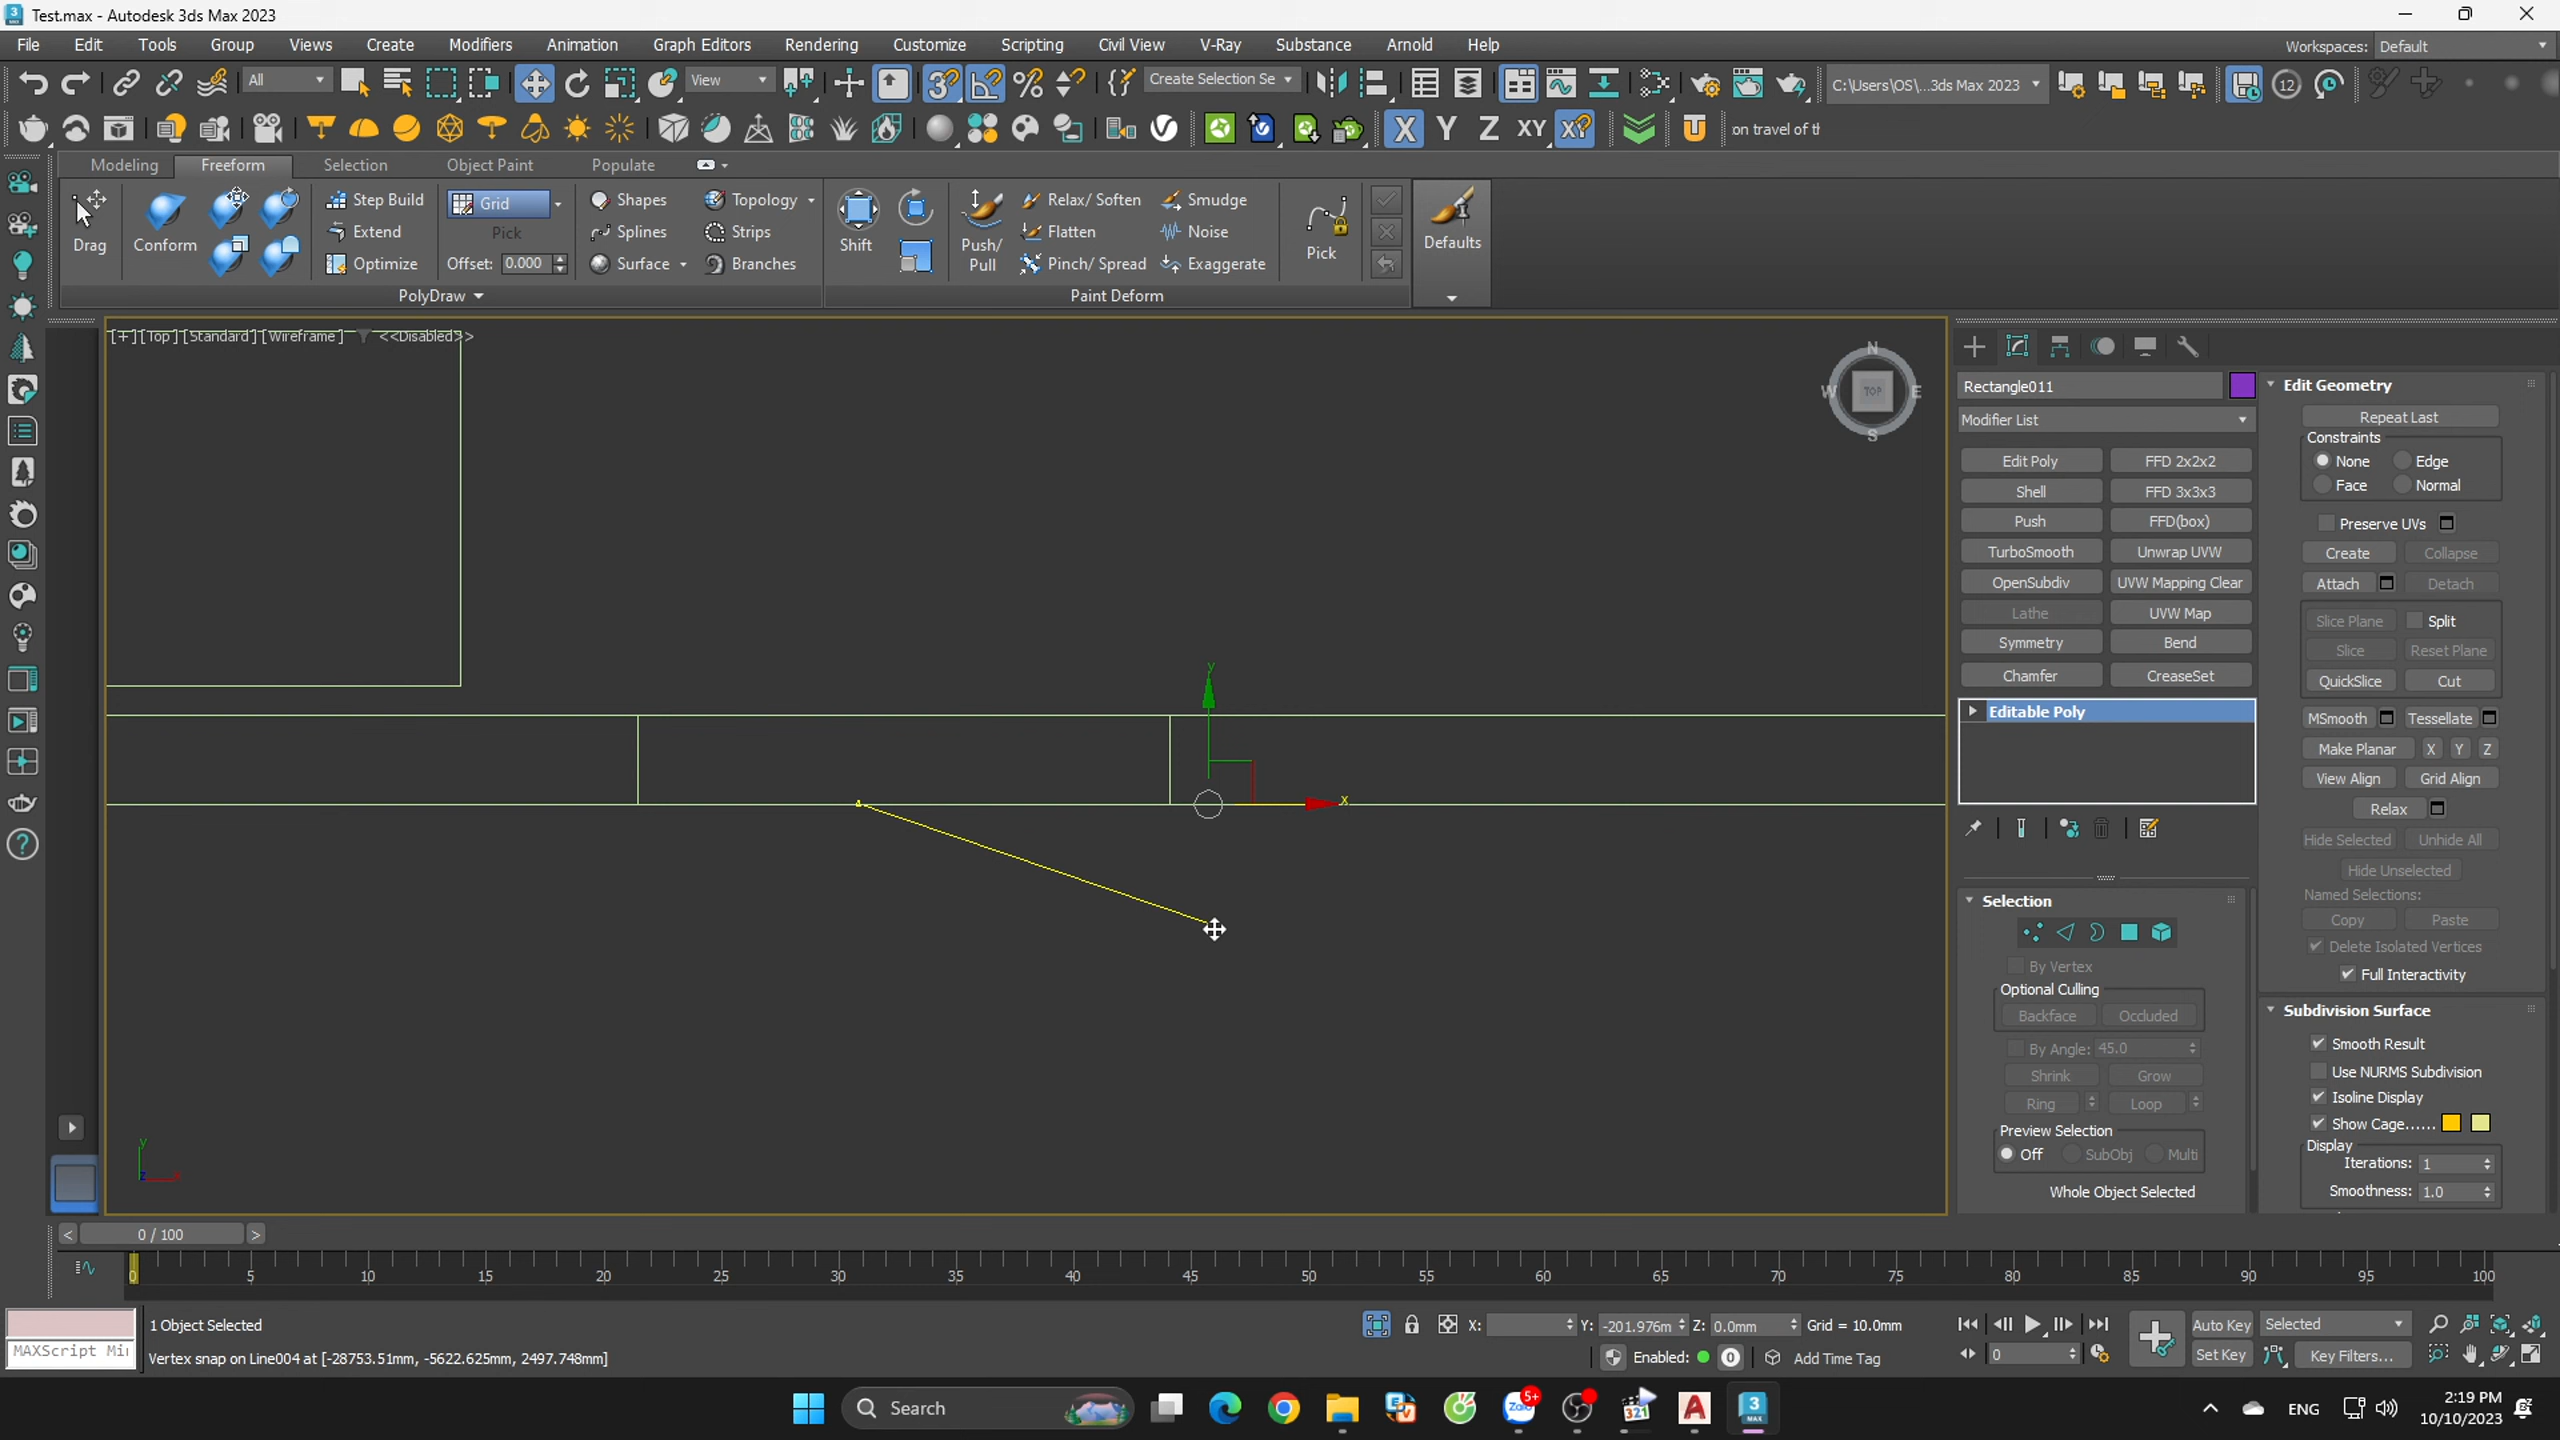 Test.max - Autodesk 3ds Max 2023
File Edit Tools Group Views Create Modifiers Animation Graph Editors Rendering Customize Scripting Civil View V-Ray Substance Arnold Help
Workspaces: Default
All
View
Create Selection Se
C:\Users\OS\...3ds Max 2023
12
X Y Z XY XY
on travel of tl
Modeling Freeform Selection Object Paint Populate
Step Build Grid Shapes Topology Relax/ Soften Smudge
Drag Conform Extend Pick Splines Strips Shift Push/ Pull Flatten Noise Pick Defaults
Optimize Offset: 0.000 Surface Branches Pinch/ Spread Exaggerate
PolyDraw Paint Deform
[+] [Top] [Standard] [Wireframe] <<Disabled>>
N
W TOP E
S
y
x
y
z
Rectangle011
Modifier List
Edit Poly FFD 2x2x2
Shell FFD 3x3x3
Push FFD(box)
TurboSmooth Unwrap UVW
OpenSubdiv UVW Mapping Clear
Lathe UVW Map
Symmetry Bend
Chamfer CreaseSet
Editable Poly
Selection
By Vertex
Optional Culling
Backface Occluded
By Angle: 45.0
Shrink Grow
Ring Loop
Preview Selection
Off SubObj Multi
Whole Object Selected
Edit Geometry
Repeat Last
Constraints
None Edge
Face Normal
Preserve UVs
Create Collapse
Attach Detach
Slice Plane Split
Slice Reset Plane
QuickSlice Cut
MSmooth Tessellate
Make Planar X Y Z
View Align Grid Align
Relax
Hide Selected Unhide All
Hide Unselected
Named Selections:
Copy Paste
Delete Isolated Vertices
Full Interactivity
Subdivision Surface
Smooth Result
Use NURMS Subdivision
Isoline Display
Show Cage......
Display
Iterations: 1
Smoothness: 1.0
< 0 / 100 >
0 5 10 15 20 25 30 35 40 45 50 55 60 65 70 75 80 85 90 95 100
1 Object Selected
X: Y: -201.976m Z: 0.0mm Grid = 10.0mm
Auto Key Selected
MAXScript Mi
Vertex snap on Line004 at [-28753.51mm, -5622.625mm, 2497.748mm]
Enabled: 0 Add Time Tag
0
Set Key Key Filters...
Search
5+
Zalo
321
A
3
MAX
ENG
2:19 PM
10/10/2023